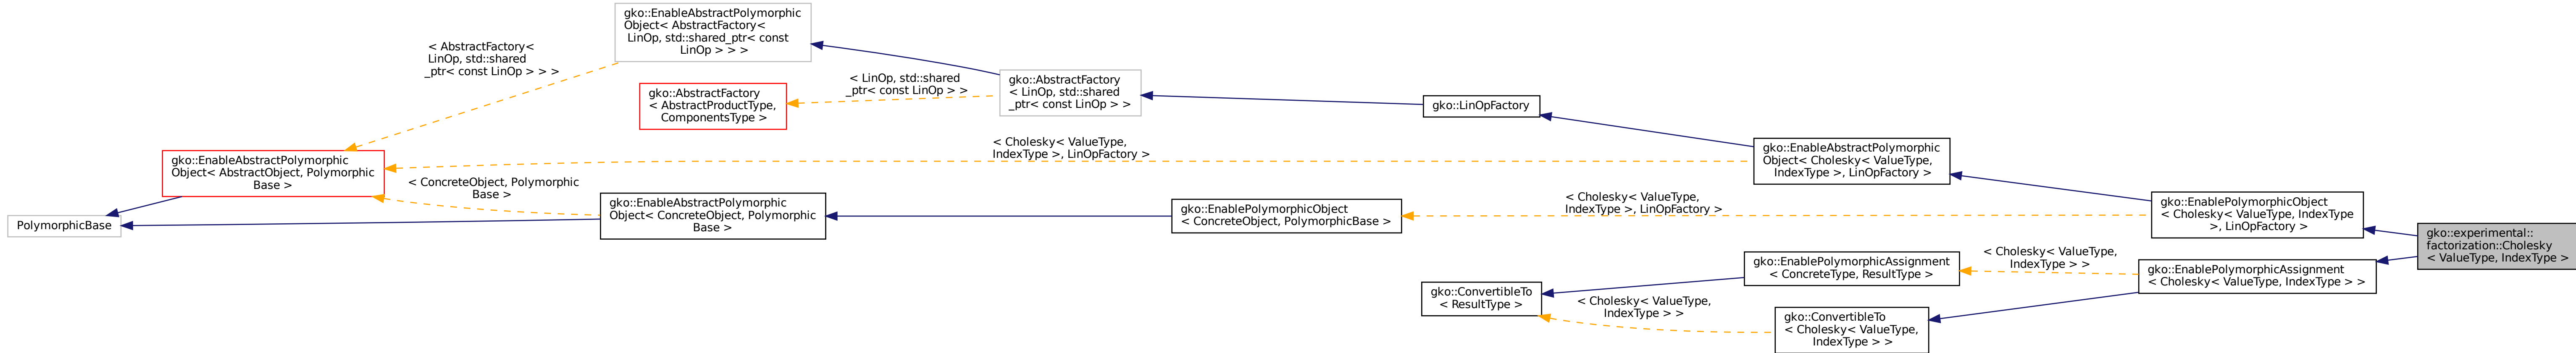 gko::EnableAbstractPolymorphic
Object< AbstractFactory<
LinOp, std::shared_ptr< const
LinOp > > >
< AbstractFactory<
LinOp, std::shared
_ptr< const LinOp > > >
gko::AbstractFactory
< AbstractProductType,
ComponentsType >
< LinOp, std::shared
_ptr< const LinOp > >
gko::AbstractFactory
< LinOp, std::shared
_ptr< const LinOp > >
gko::LinOpFactory
< Cholesky< ValueType,
IndexType >, LinOpFactory >
gko::EnableAbstractPolymorphic
Object< Cholesky< ValueType,
IndexType >, LinOpFactory >
gko::EnableAbstractPolymorphic
Object< AbstractObject, Polymorphic
Base >
< ConcreteObject, Polymorphic
Base >
PolymorphicBase
gko::EnableAbstractPolymorphic
Object< ConcreteObject, Polymorphic
Base >
gko::EnablePolymorphicObject
< ConcreteObject, PolymorphicBase >
< Cholesky< ValueType,
IndexType >, LinOpFactory >
gko::EnablePolymorphicObject
< Cholesky< ValueType, IndexType
>, LinOpFactory >
gko::experimental::
factorization::Cholesky
< ValueType, IndexType >
gko::EnablePolymorphicAssignment
< ConcreteType, ResultType >
< Cholesky< ValueType,
IndexType > >
gko::EnablePolymorphicAssignment
< Cholesky< ValueType, IndexType > >
gko::ConvertibleTo
< ResultType >
< Cholesky< ValueType,
IndexType > >
gko::ConvertibleTo
< Cholesky< ValueType,
IndexType > >